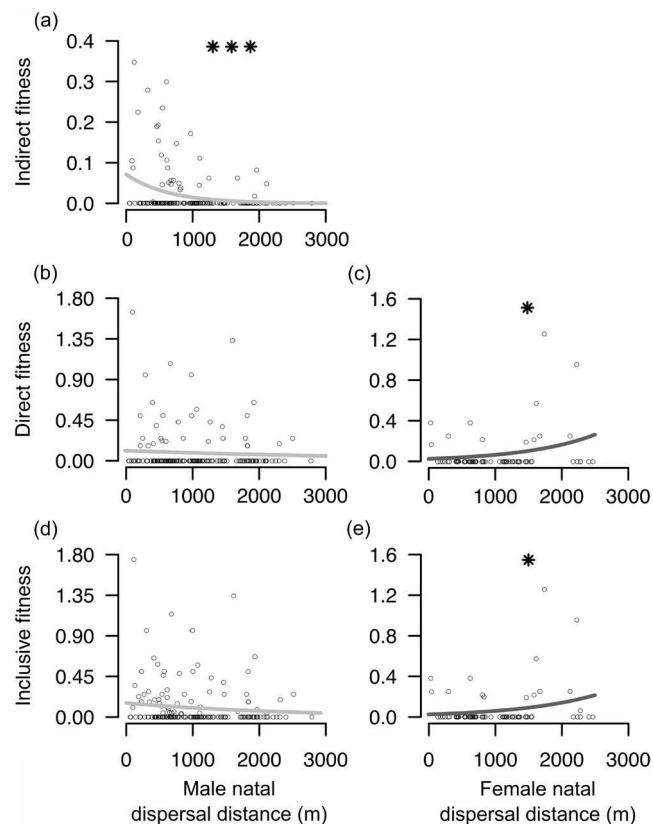 (a)
Indirect fitness
0.4
0.3
0.2
0.1
0.0
***
0 1000 2000 3000
(b)
Direct fitness
1.80
1.35
0.90
0.45
0.00
0 1000 2000 3000
(c)
1.6
1.2
0.8
0.4
0.0
*
0 1000 2000 3000
(d)
Inclusive fitness
1.80
1.35
0.90
0.45
0.00
0 1000 2000 3000
Male natal
dispersal distance (m)
(e)
1.6
1.2
0.8
0.4
0.0
*
0 1000 2000 3000
Female natal
dispersal distance (m)